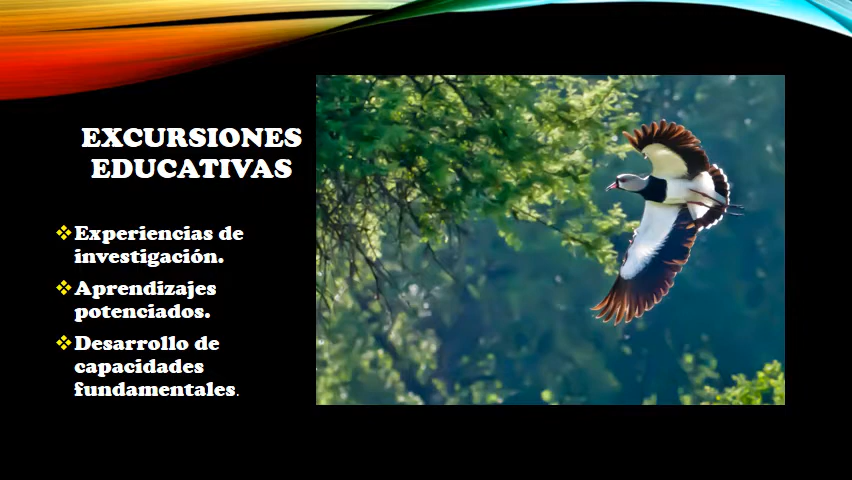 EXCURSIONES
EDUCATIVAS
Experiencias de
investigación.
Aprendizajes
potenciados.
Desarrollo de
capacidades
fundamentales.